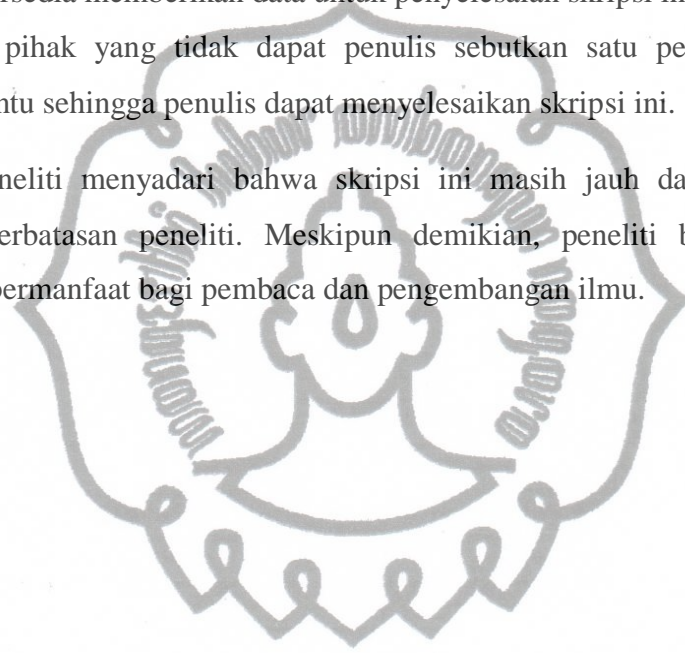 rsedia memberikan data untuk penyelesaian skripsi in
pihak yang tidak dapat penulis sebutkan satu pe
ntu sehingga penulis dapat menyelesaikan skripsi ini.
neliti menyadari bahwa skripsi ini masih jauh da
erbatasan peneliti. Meskipun demikian, peneliti b
bermanfaat bagi pembaca dan pengembangan ilmu.